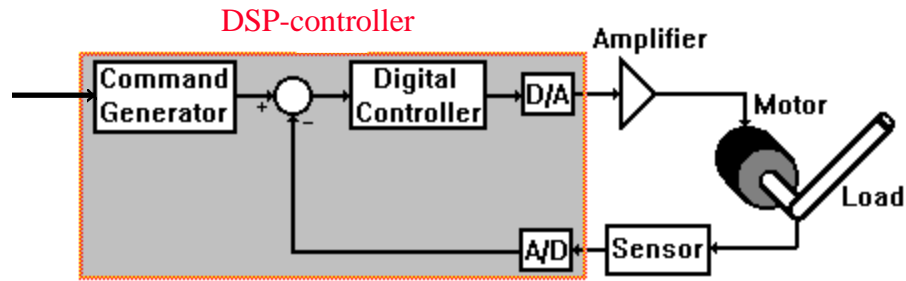 DSP-controller
Command
Generator
+
−
Digital
Controller
D/A
Amplifier
Motor
Load
Sensor
A/D